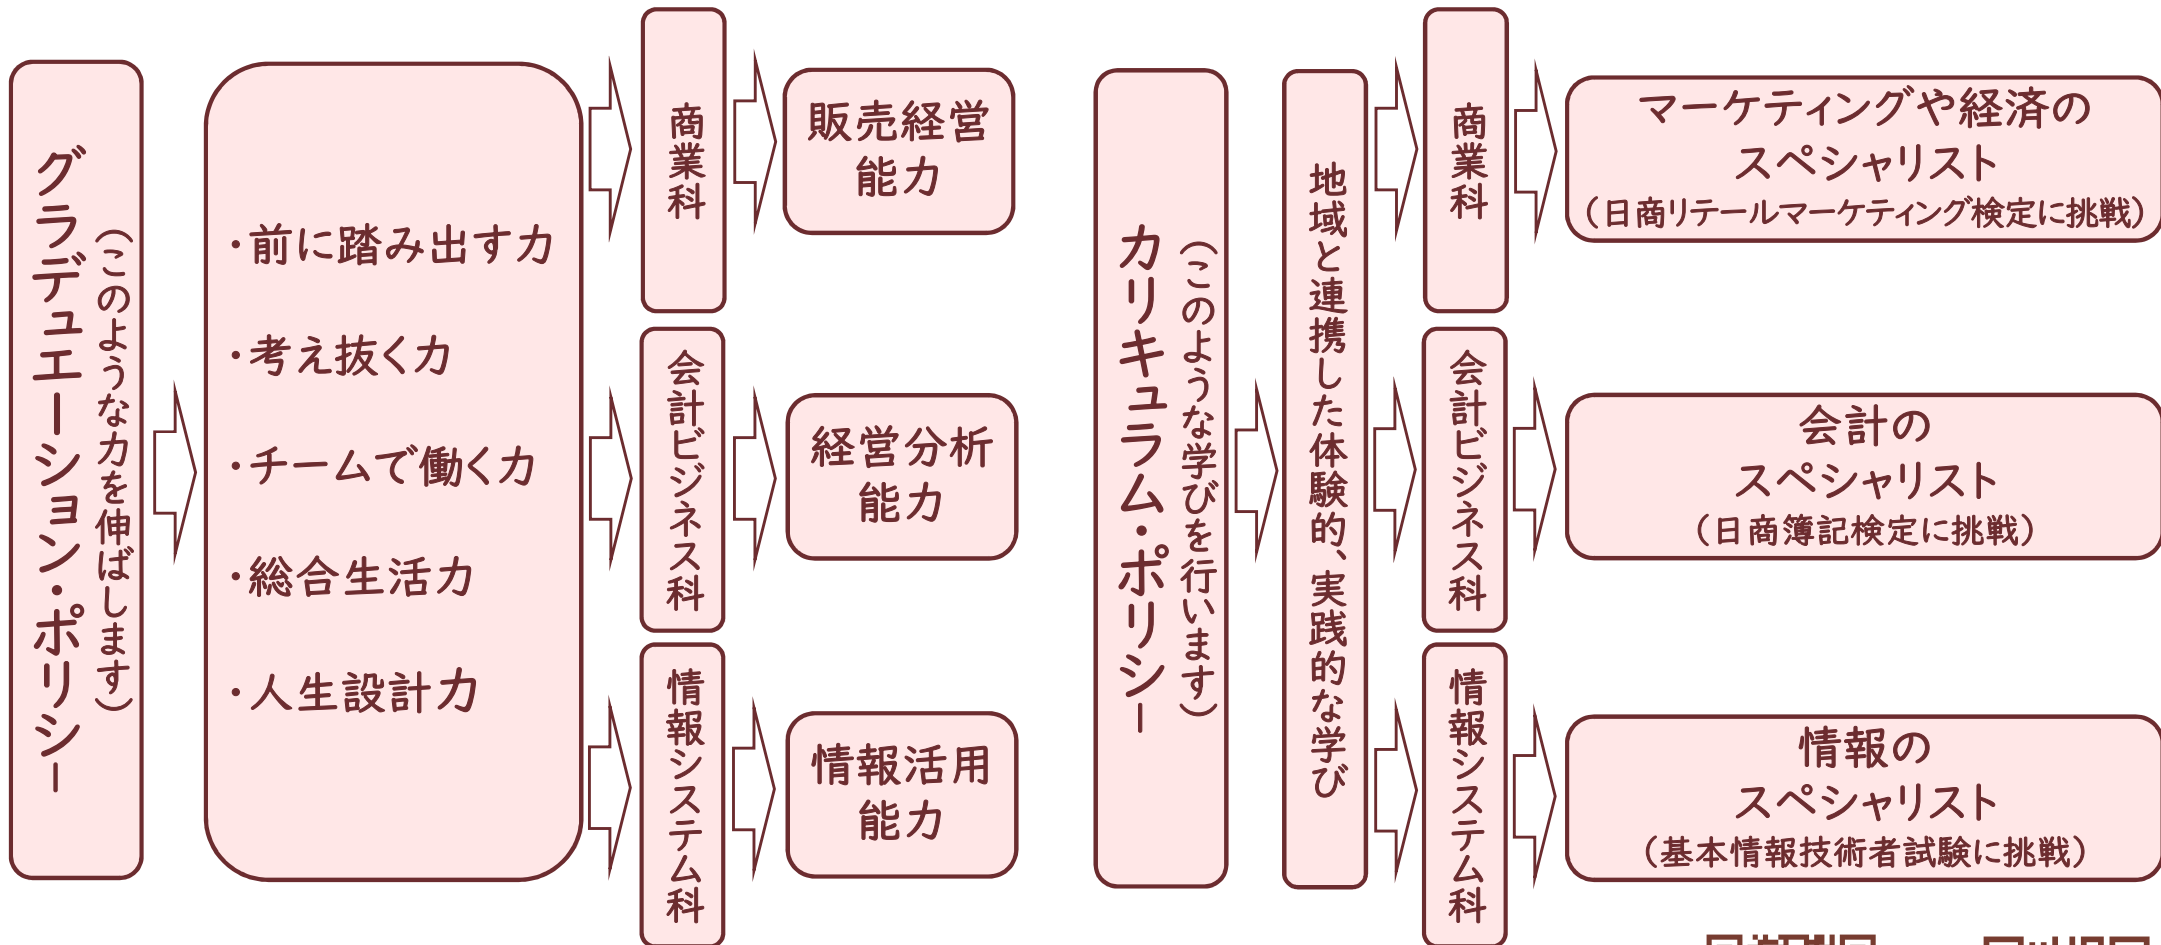 グラデュエーション・ポリシー
（このような力を伸ばします）
・前に踏み出す力
・考え抜く力
・チームで働く力
・総合生活力
・人生設計力
商業科
販売経営
能力
会計ビジネス科
経営分析
能力
情報システム科
情報活用
能力
カリキュラム・ポリシー
（このような学びを行います）
地域と連携した体験的、実践的な学び
商業科
マーケティングや経済の
スペシャリスト
（日商リテールマーケティング検定に挑戦）
会計ビジネス科
会計の
スペシャリスト
（日商簿記検定に挑戦）
情報システム科
情報の
スペシャリスト
（基本情報技術者試験に挑戦）